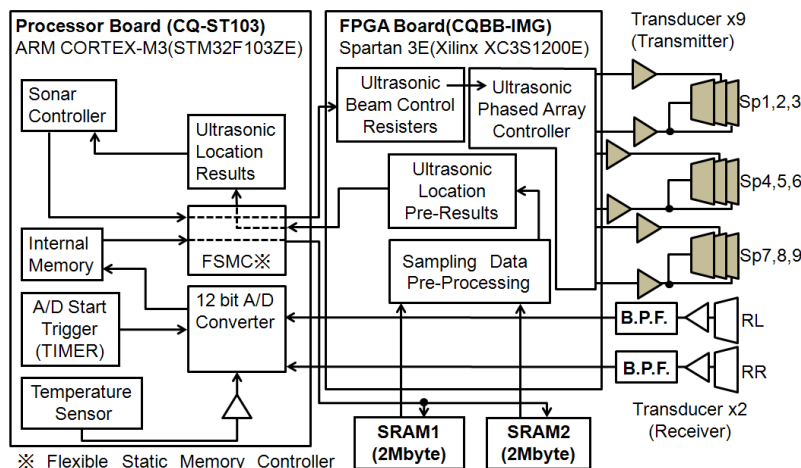 Processor Board (CQ-ST103)
ARM CORTEX-M3(STM32F103ZE)
Sonar
Controller
Ultrasonic
Location
Results
Internal
Memory
FSMC※
A/D Start
Trigger
(TIMER)
12 bit A/D
Converter
Temperature
Sensor
※ Flexible Static Memory Controller
FPGA Board(CQBB-IMG)
Spartan 3E(Xilinx XC3S1200E)
Ultrasonic
Beam Control
Resisters
Ultrasonic
Phased Array
Controller
Ultrasonic
Location
Pre-Results
Sampling Data
Pre-Processing
SRAM1
(2Mbyte)
SRAM2
(2Mbyte)
Transducer x9
(Transmitter)
Sp1,2,3
Sp4,5,6
Sp7,8,9
B.P.F.
RL
B.P.F.
RR
Transducer x2
(Receiver)